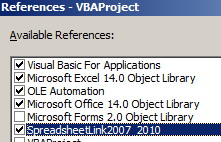 References - VBAProject
Available References:
Visual Basic For Applications
Microsoft Excel 14.0 Object Library
OLE Automation
Microsoft Office 14.0 Object Library
Microsoft Forms 2.0 Object Library
SpreadsheetLink2007_2010
VBAProject